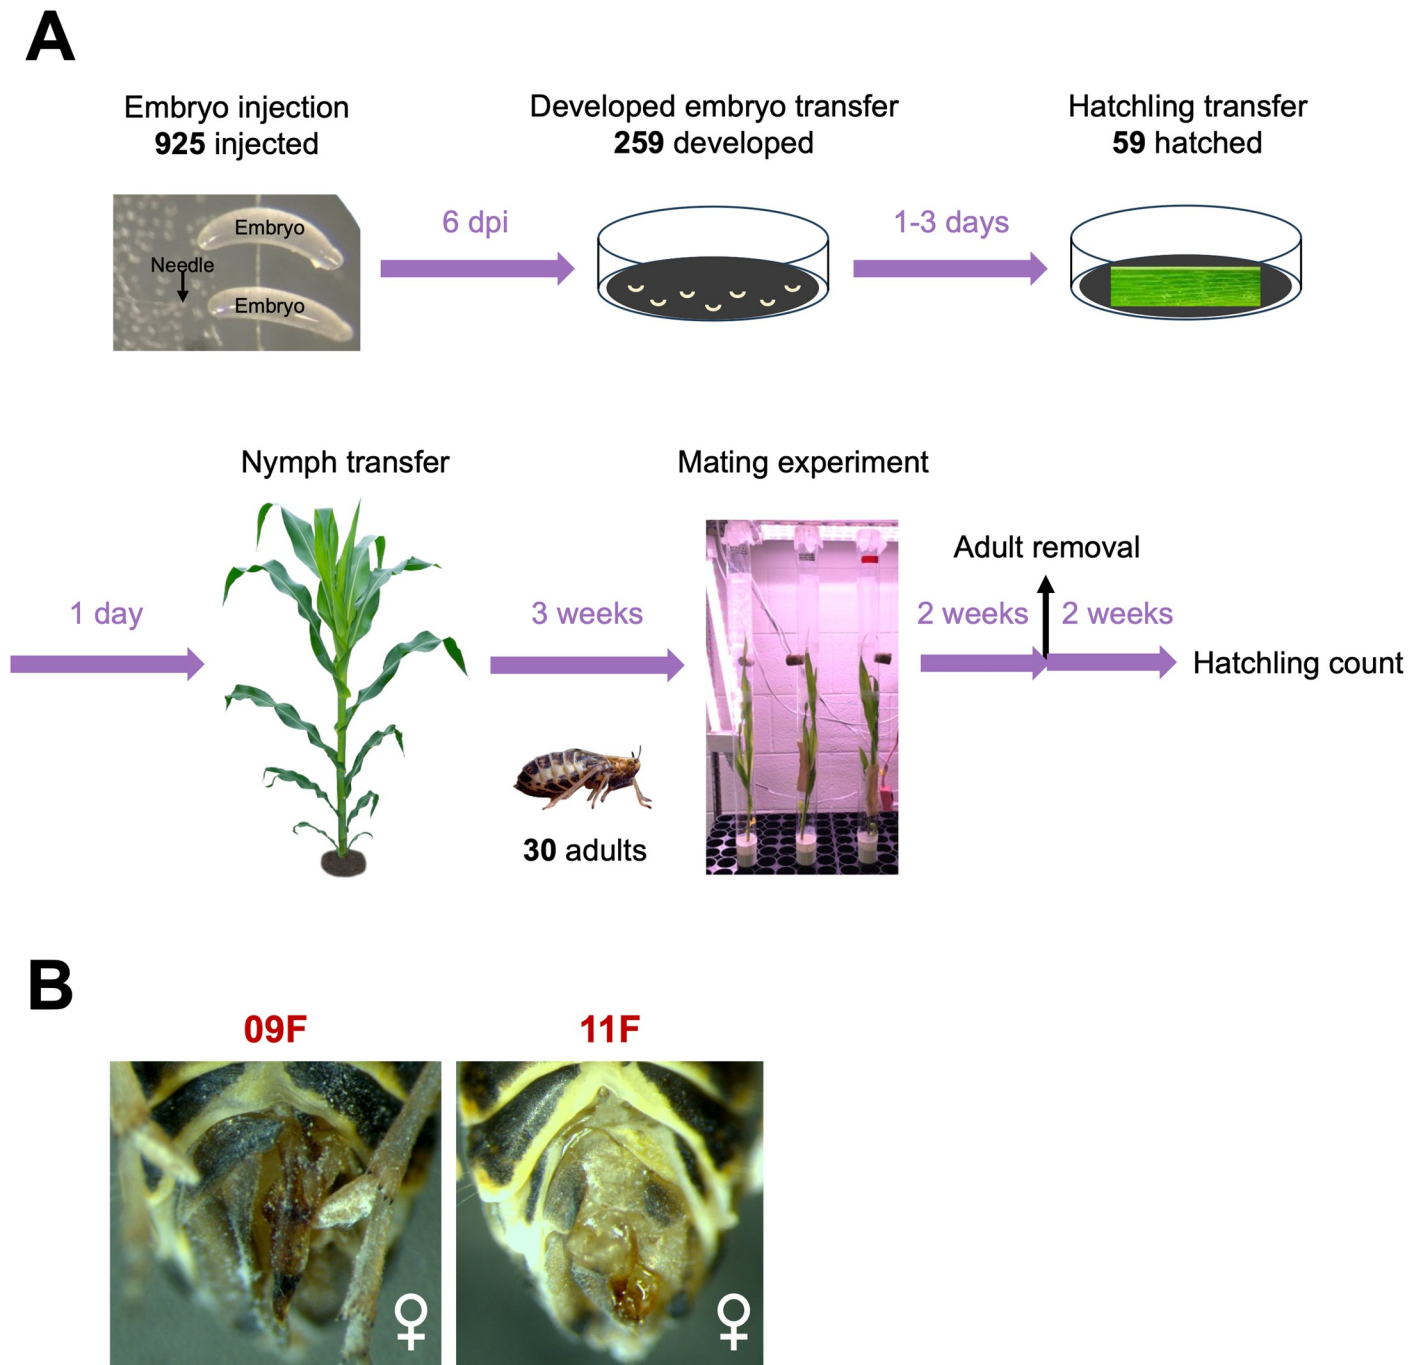 A
Embryo injection
925 injected
Developed embryo transfer
259 developed
Hatchling transfer
59 hatched
Embryo
Needle
Embryo
6 dpi
1-3 days
Nymph transfer
Mating experiment
1 day
3 weeks
30 adults
2 weeks
Adult removal
2 weeks
Hatchling count
B
09F
11F
♀
♀